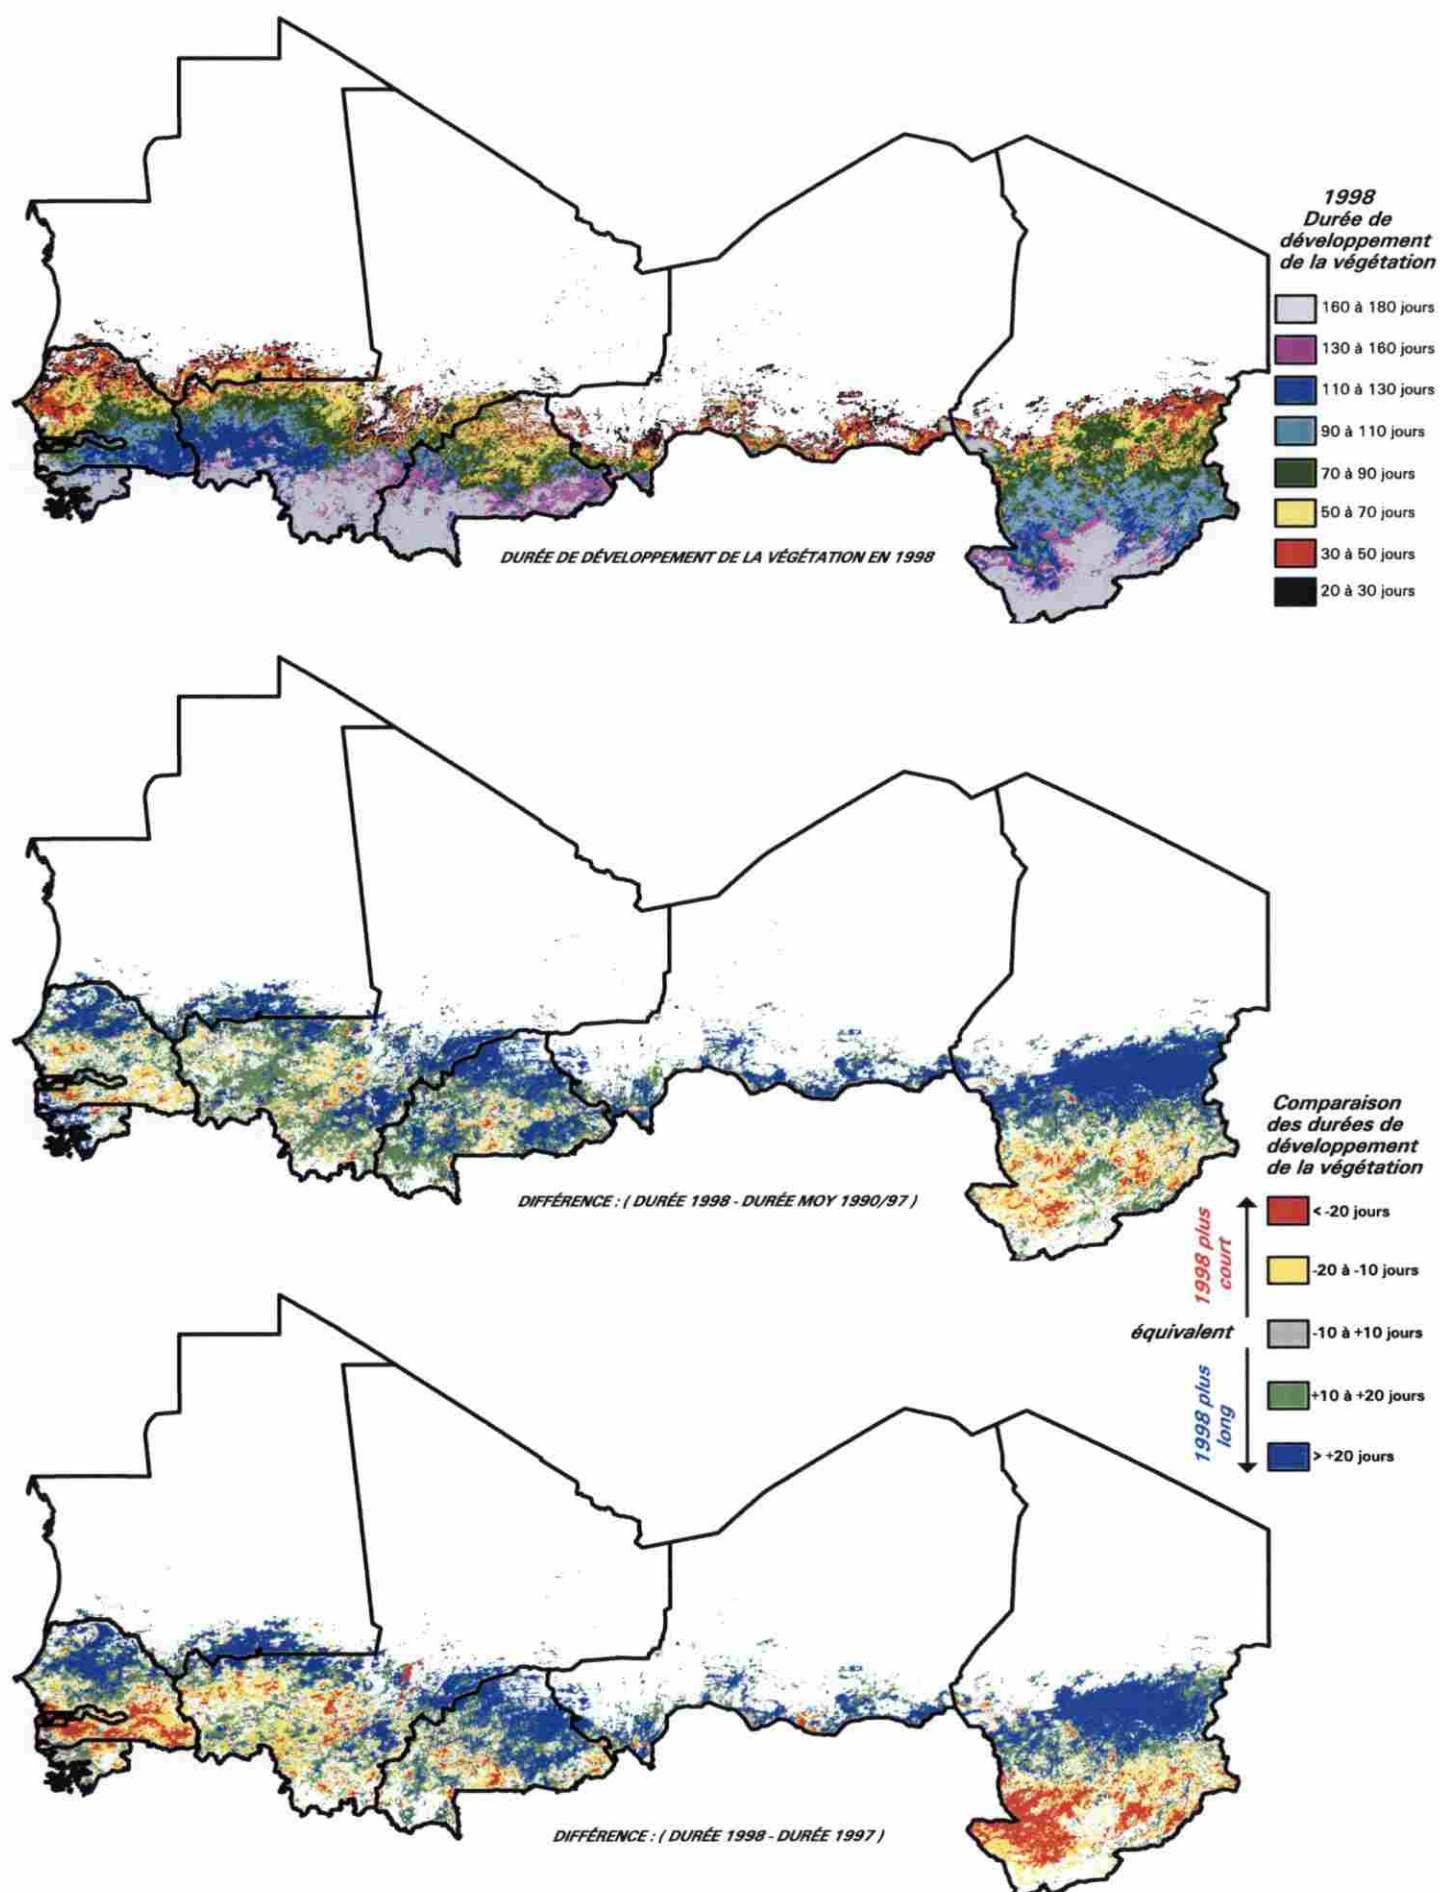 1998
Durée de
développement
de la végétation
160 à 180 jours
130 à 160 jours
110 à 130 jours
90 à 110 jours
70 à 90 jours
50 à 70 jours
30 à 50 jours
20 à 30 jours
DURÉE DE DÉVELOPPEMENT DE LA VÉGÉTATION EN 1998
Comparaison
des durées de
développement
de la végétation
1998 plus
court
< -20 jours
-20 à -10 jours
équivalent
-10 à +10 jours
1998 plus
long
+10 à +20 jours
> +20 jours
DIFFÉRENCE : ( DURÉE 1998 - DURÉE MOY 1990/97 )
DIFFÉRENCE : ( DURÉE 1998 - DURÉE 1997 )